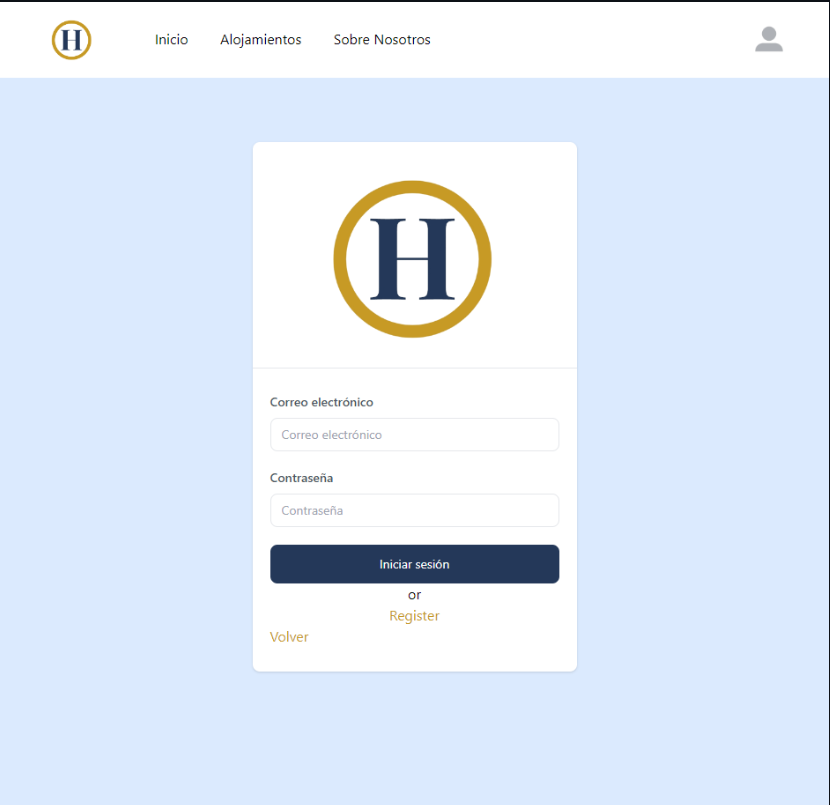 H
Inicio Alojamientos Sobre Nosotros
H
Correo electrónico
Correo electrónico
Contraseña
Contraseña
Iniciar sesión
or
Register
Volver